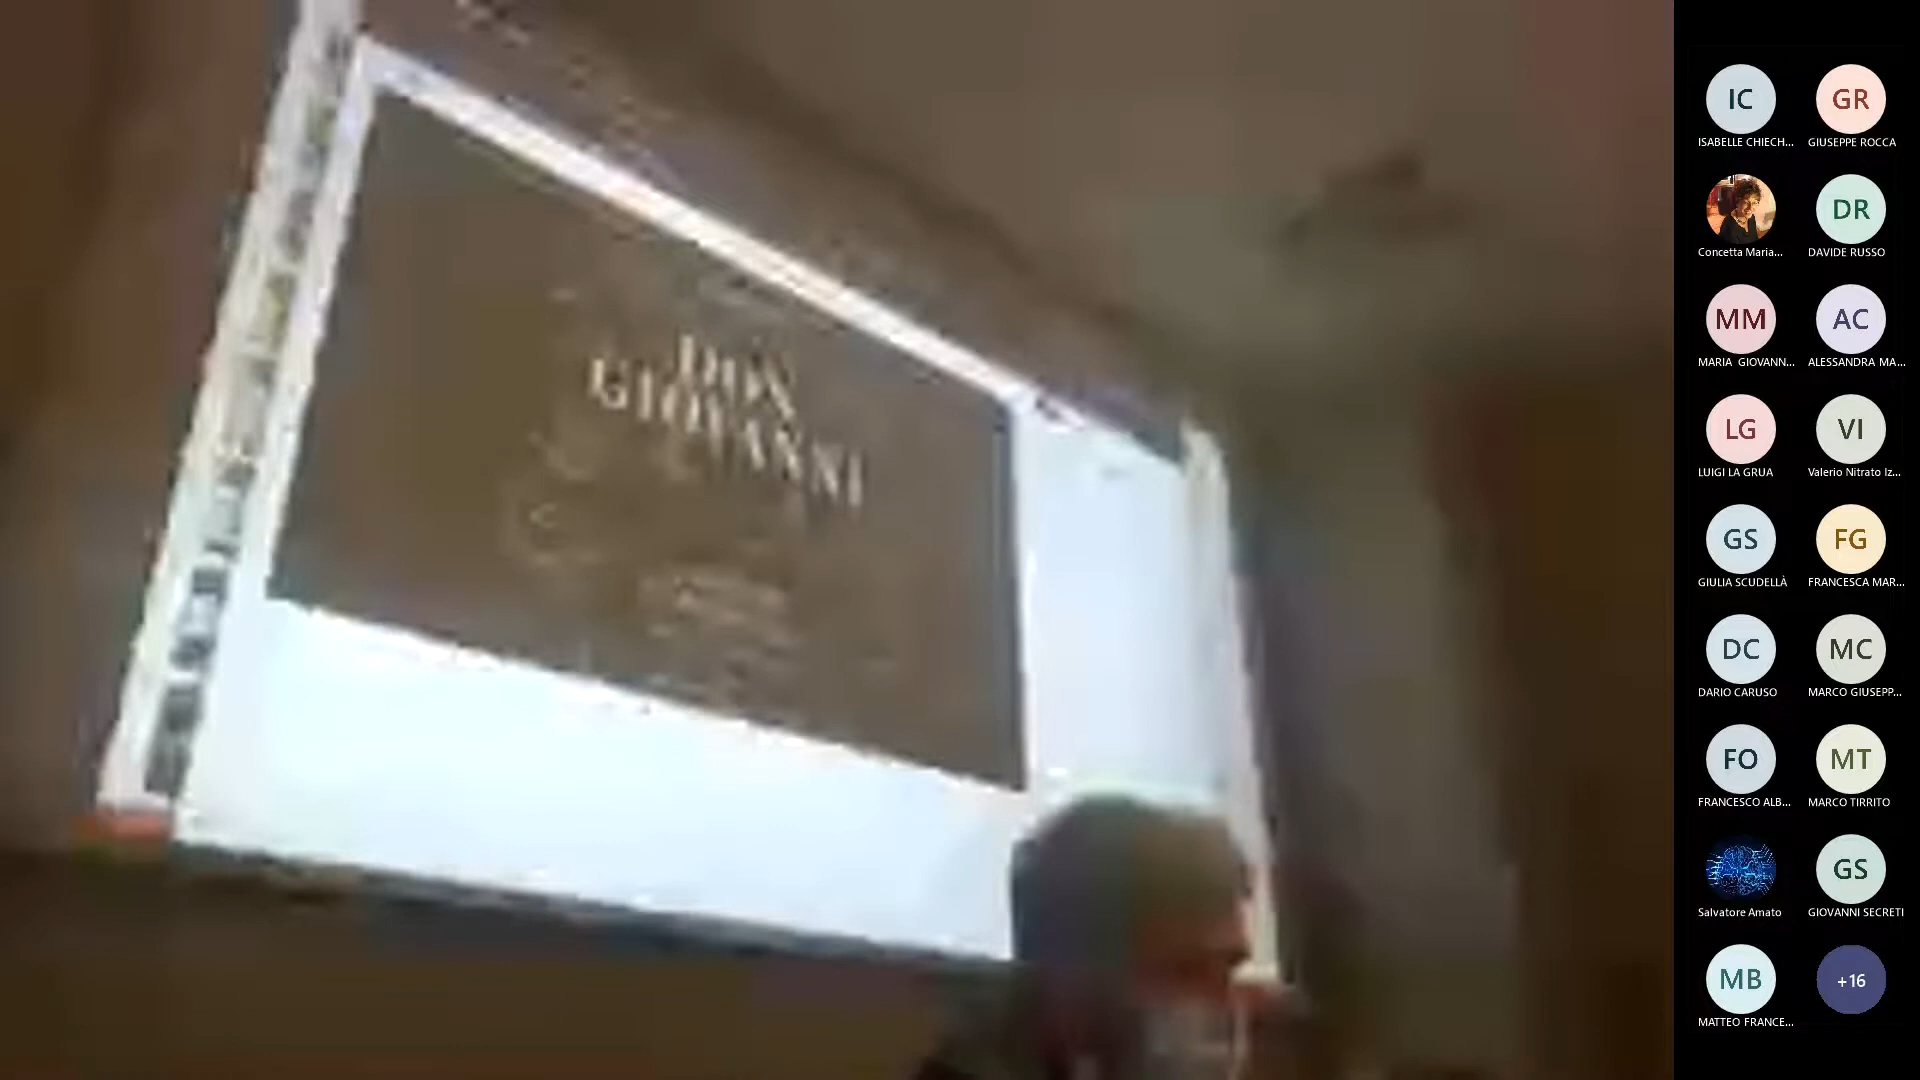 DON
GIOVANNI
IC
GR
ISABELLE CHIECH...
GIUSEPPE ROCCA
DR
Concetta Maria...
DAVIDE RUSSO
MM
AC
MARIA GIOVANN...
ALESSANDRA MA...
LG
VI
LUIGI LA GRUA
Valerio Nitrato Iz...
GS
FG
GIULIA SCUDELLÀ
FRANCESCA MAR...
DC
MC
DARIO CARUSO
MARCO GIUSEPP...
FO
MT
FRANCESCO ALB...
MARCO TIRRITO
GS
Salvatore Amato
GIOVANNI SECRETI
MB
+16
MATTEO FRANCE...